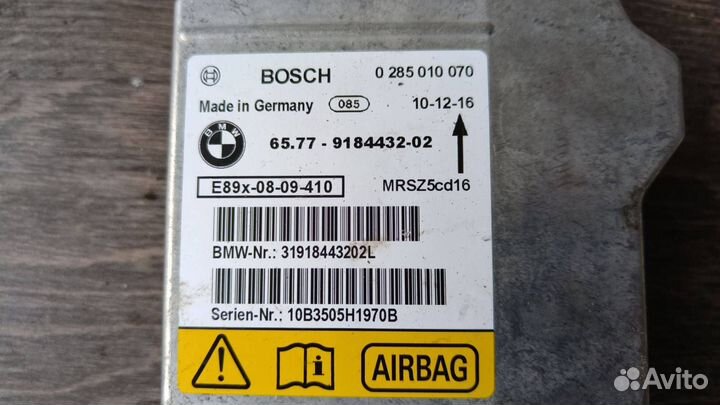 BOSCH 0 285 010 070
Made in Germany 085 10-12-16
BMW 65.77 - 9184432-02
E89x-08-09-410 MRSZ5cd16
BMW-Nr.: 31918443202L
Serien-Nr.: 10B3505H1970B
i AIRBAG
Avito